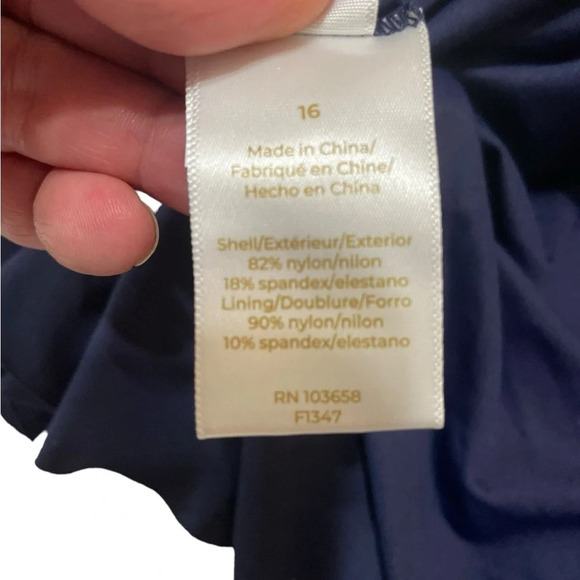 16
Made in China/
Fabriqué en Chine/
Hecho en China
Shell/Extérieur/Exterior
82% nylon/nilon
18% spandex/elestano
Lining/Doublure/Forro
90% nylon/nilon
10% spandex/elestano
RN 103658
F1347